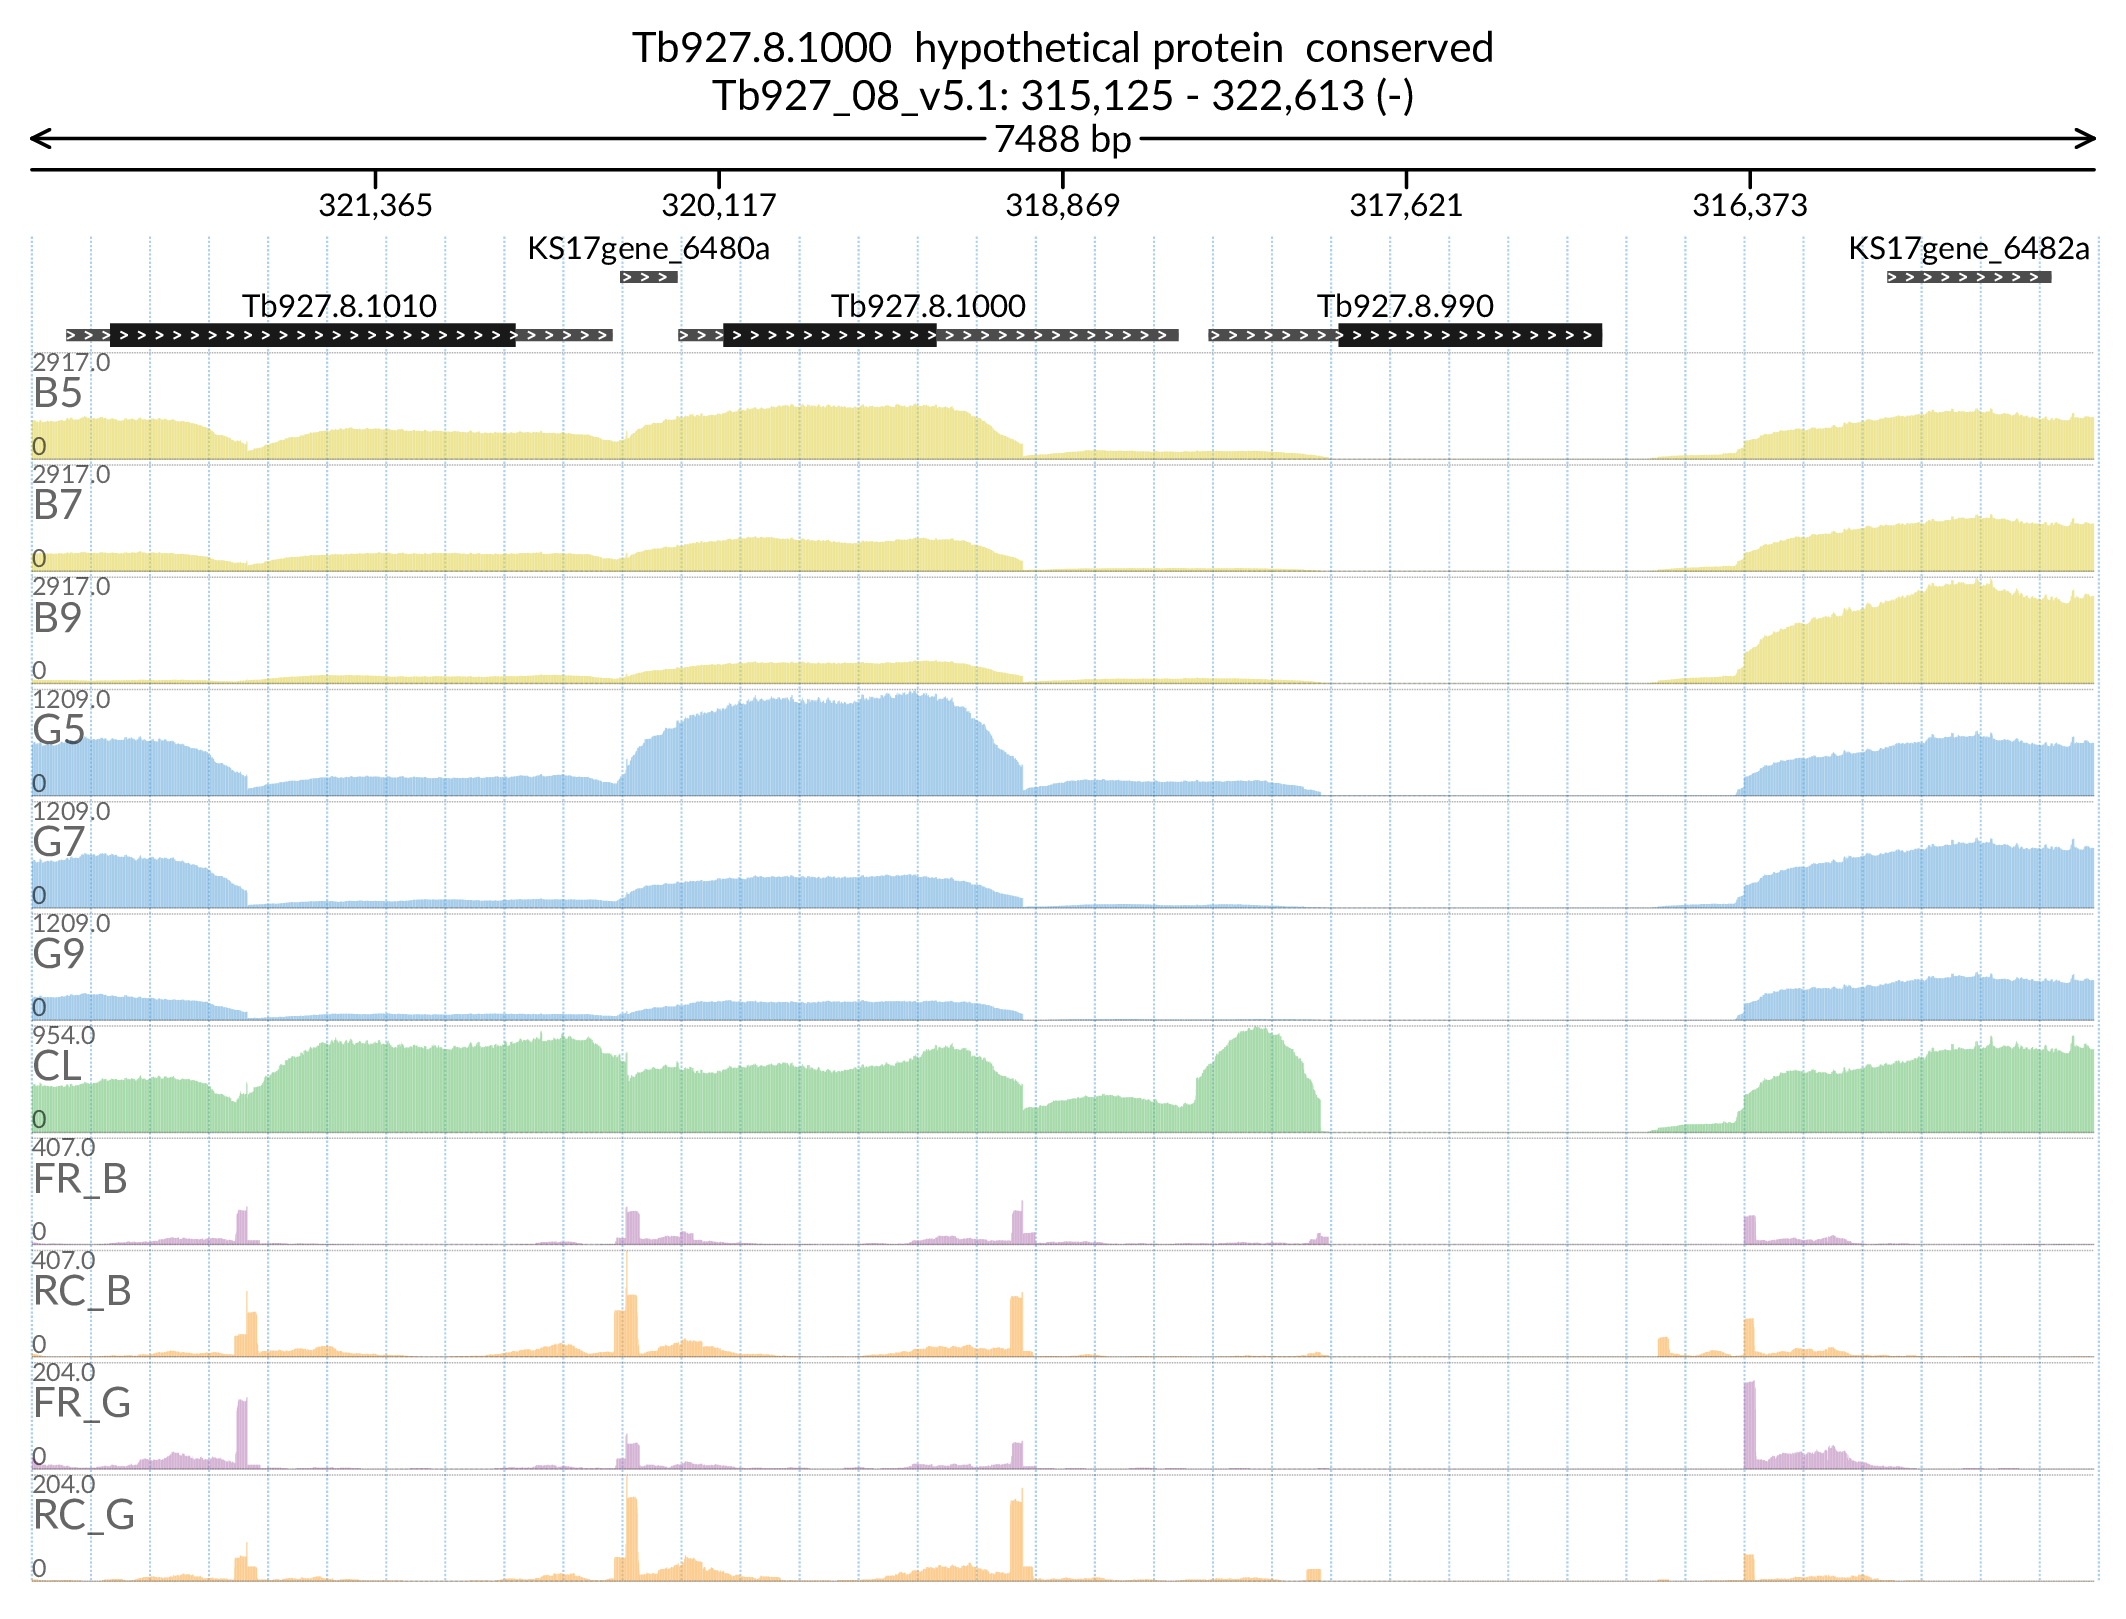 Tb927.8.1000  hypothetical protein  conserved
Tb927_08_v5.1: 315,125 - 322,613 (-)
7488 bp
321,365 320,117 318,869 317,621 316,373
KS17gene_6480a KS17gene_6482a
Tb927.8.1010 Tb927.8.1000 Tb927.8.990
2917.0
B5
0
2917.0
B7
0
2917.0
B9
0
1209.0
G5
0
1209.0
G7
0
1209.0
G9
0
954.0
CL
0
407.0
FR_B
0
407.0
RC_B
0
204.0
FR_G
0
204.0
RC_G
0